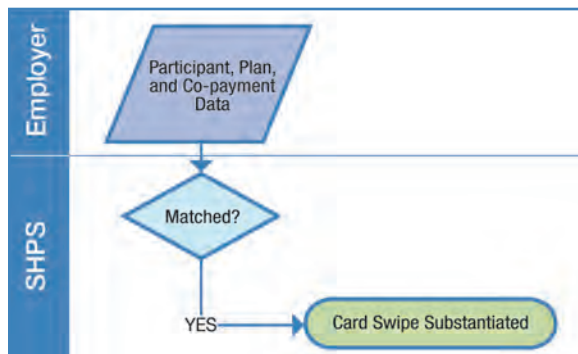 Employer
Participant, Plan,
and Co-payment
Data
SHPS
Matched?
YES
Card Swipe Substantiated